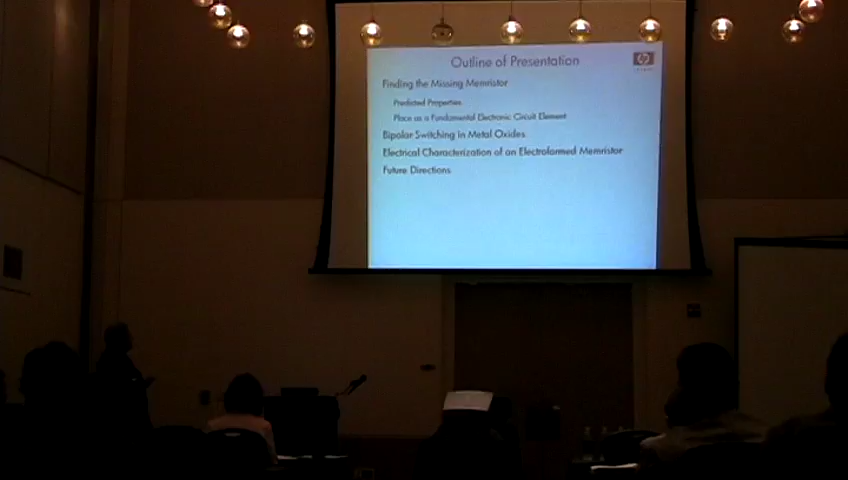 Outline of Presentation
Finding the Missing Memristor
Predicted Properties
Place as a Fundamental Electronic Circuit Element
Bipolar Switching in Metal Oxides
Electrical Characterization of an Electroformed Memristor
Future Directions
hp